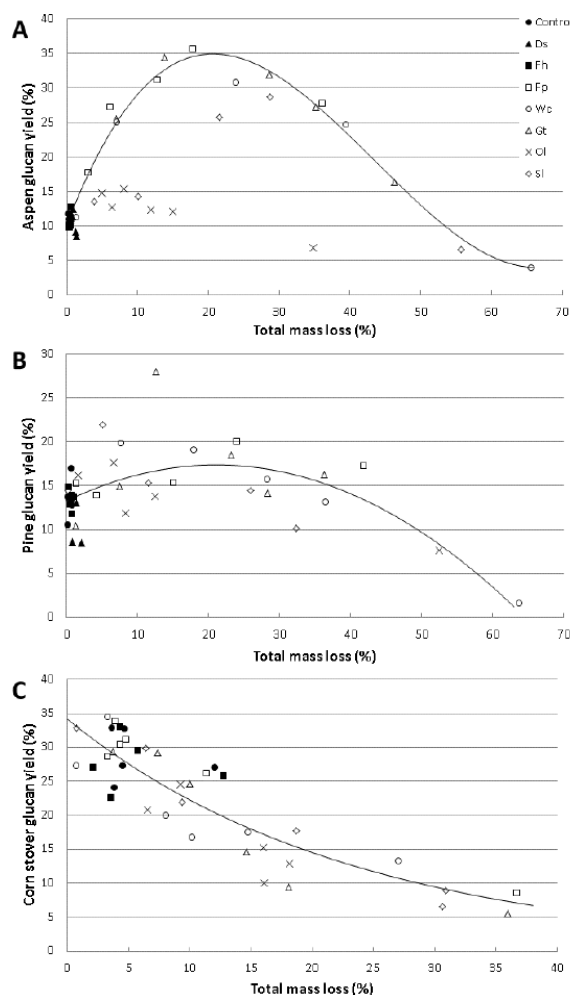 A
Aspen glucan yield (%)
40
35
30
25
20
15
10
5
0
0 10 20 30 40 50 60 70
Total mass loss (%)
Contro
Ds
Fh
Fp
Wc
Gt
Ol
Sl
B
Pine glucan yield (%)
30
25
20
15
10
5
0
0 10 20 30 40 50 60 70
Total mass loss (%)
C
Corn stover glucan yield (%)
40
35
30
25
20
15
10
5
0
0 5 10 15 20 25 30 35 40
Total mass loss (%)